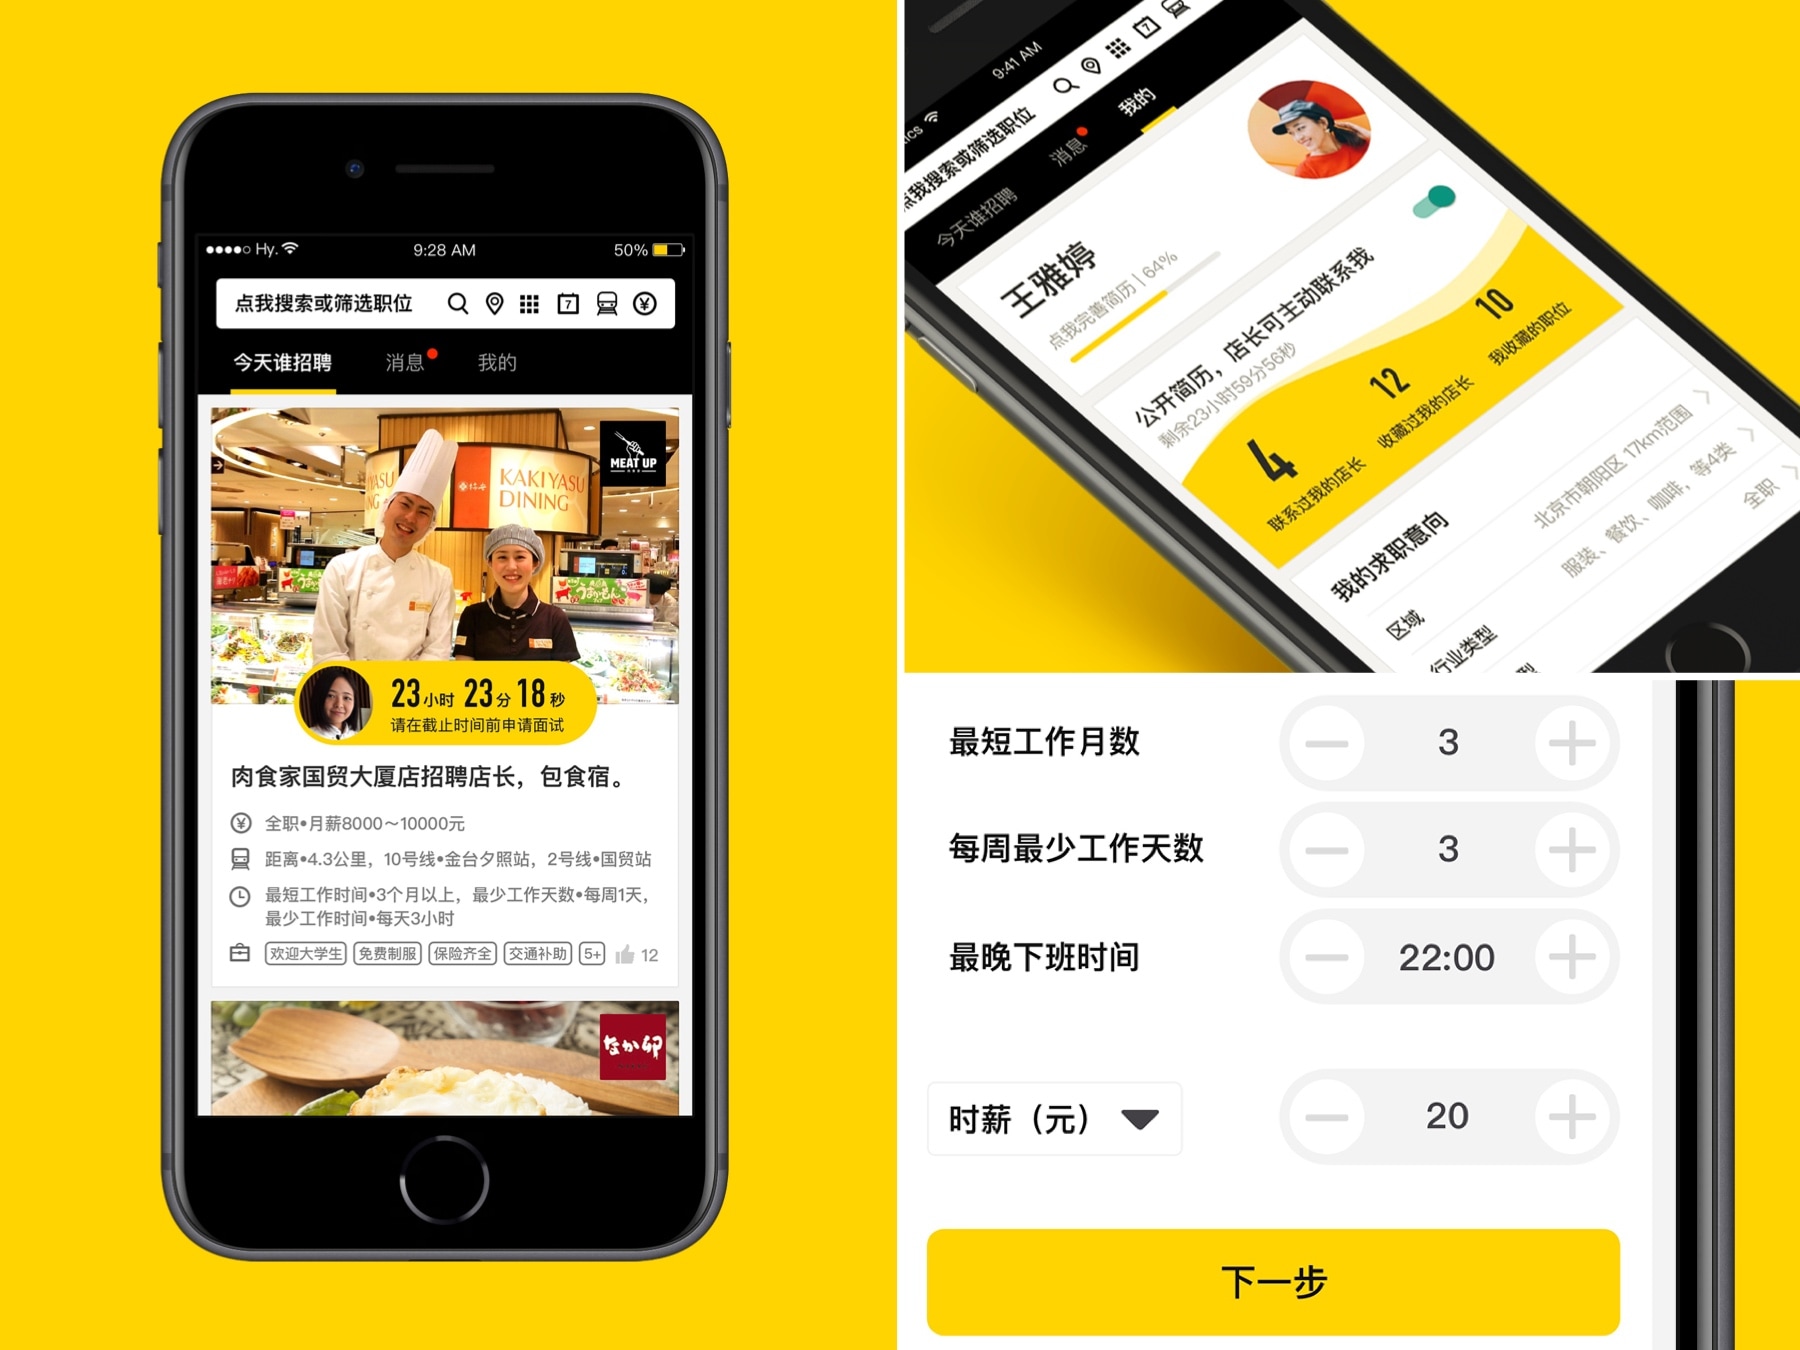 Hy.
9:28 AM
50%
点我搜索或筛选职位
7
今天谁招聘
消息
我的
KAKIYASU
DINING
MEAT UP
23小时 23分 18秒
请在截止时间前申请面试
肉食家国贸大厦店招聘店长，包食宿。
全职•月薪8000～10000元
距离•4.3公里，10号线•金台夕照站，2号线•国贸站
最短工作时间•3个月以上，最少工作天数•每周1天，
最少工作时间•每天3小时
欢迎大学生
免费制服
保险齐全
交通补助
5+
12
なか卯
9:41 AM
点我搜索或筛选职位
7
今天谁招聘
消息
我的
王雅婷
点我完善简历 | 64%
公开简历，店长可主动联系我
剩余23小时59分56秒
4
联系过我的店长
12
收藏过我的店长
10
我收藏的职位
我的求职意向
区域
北京市朝阳区 17km范围
行业类型
服装、餐饮、咖啡，等4类
全职
最短工作月数
3
每周最少工作天数
3
最晚下班时间
22:00
时薪（元）
20
下一步